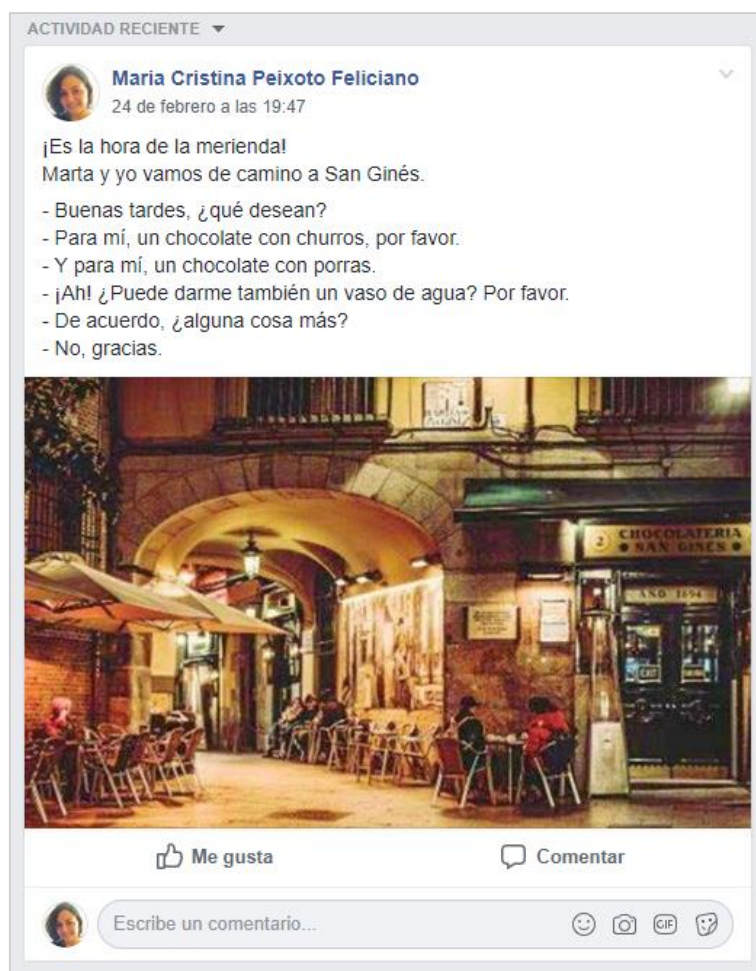 ACTIVIDAD RECIENTE
Maria Cristina Peixoto Feliciano
24 de febrero a las 19:47
¡Es la hora de la merienda!
Marta y yo vamos de camino a San Ginés.
- Buenas tardes, ¿qué desean?
- Para mí, un chocolate con churros, por favor.
- Y para mí, un chocolate con porras.
- ¡Ah! ¿Puede darme también un vaso de agua? Por favor.
- De acuerdo, ¿alguna cosa más?
- No, gracias.
2 CHOCOLATERIA
● SAN GINES ●
AÑO 1894
Me gusta
Comentar
Escribe un comentario...
GIF